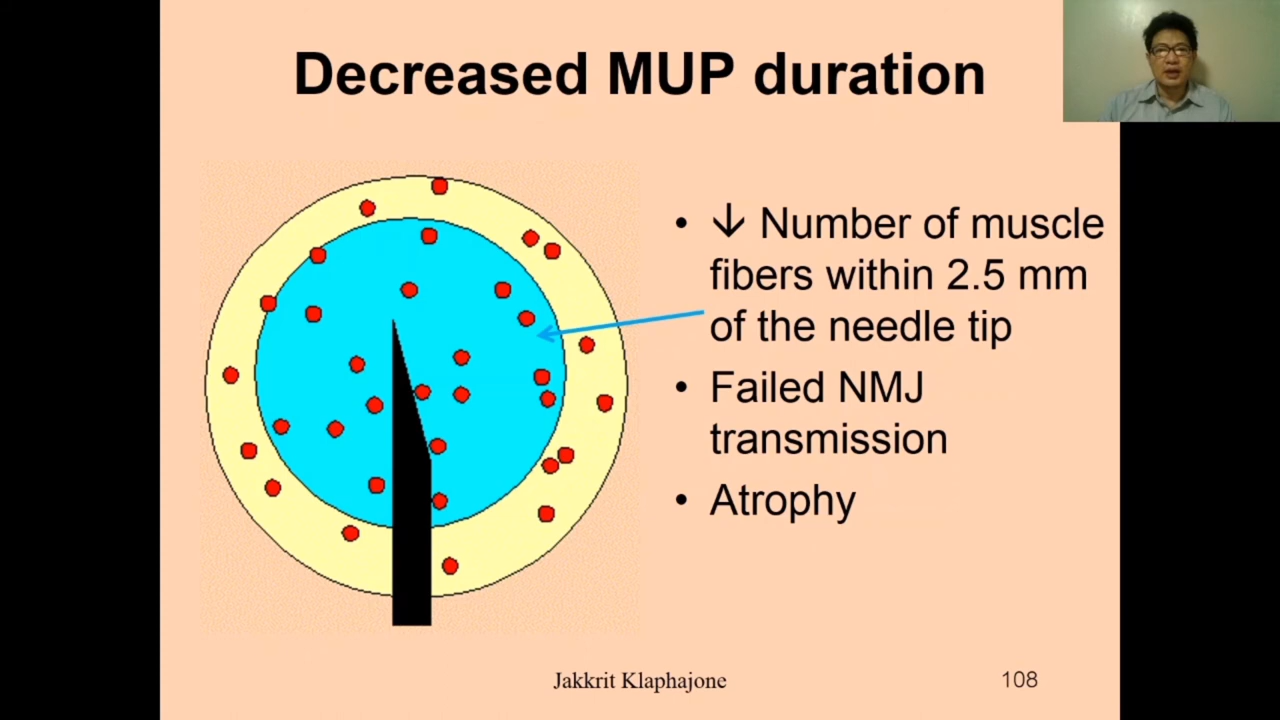 Decreased MUP duration
• ↓ Number of muscle
fibers within 2.5 mm
of the needle tip
• Failed NMJ
transmission
• Atrophy
Jakkrit Klaphajone
108